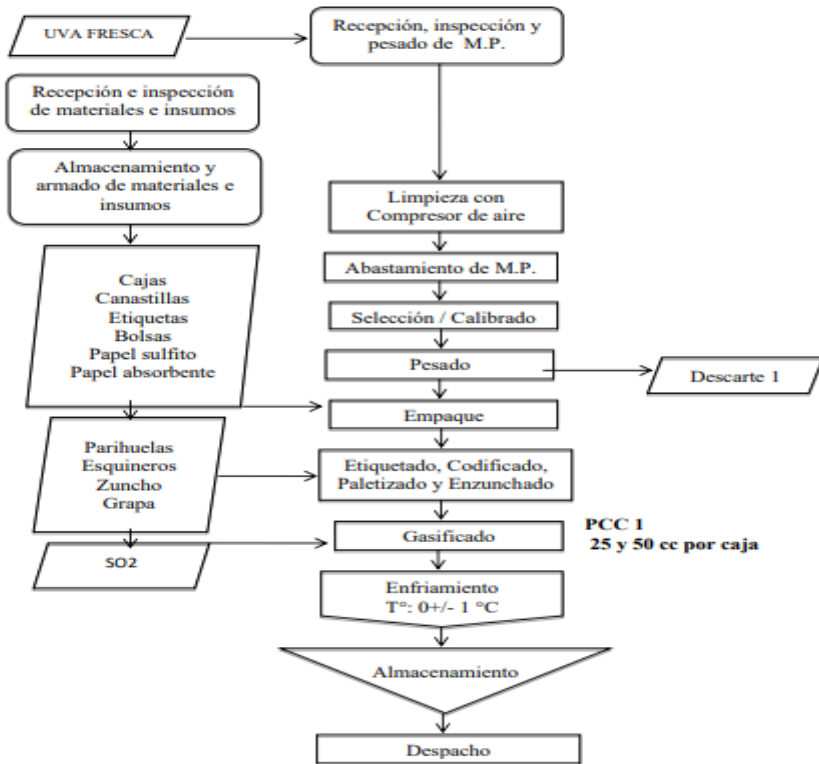 UVA FRESCA
Recepción, inspección y
pesado de M.P.
Recepción e inspección
de materiales e insumos
Almacenamiento y
armado de materiales e
insumos
Limpieza con
Compresor de aire
Abastamiento de M.P.
Cajas
Canastillas
Etiquetas
Bolsas
Papel sulfito
Papel absorbente
Selección / Calibrado
Pesado
Descarte 1
Empaque
Parihuelas
Esquineros
Zuncho
Grapa
Etiquetado, Codificado,
Paletizado y Enzunchado
Gasificado
PCC 1
25 y 50 cc por caja
SO2
Enfriamiento
T°: 0+/- 1 °C
Almacenamiento
Despacho